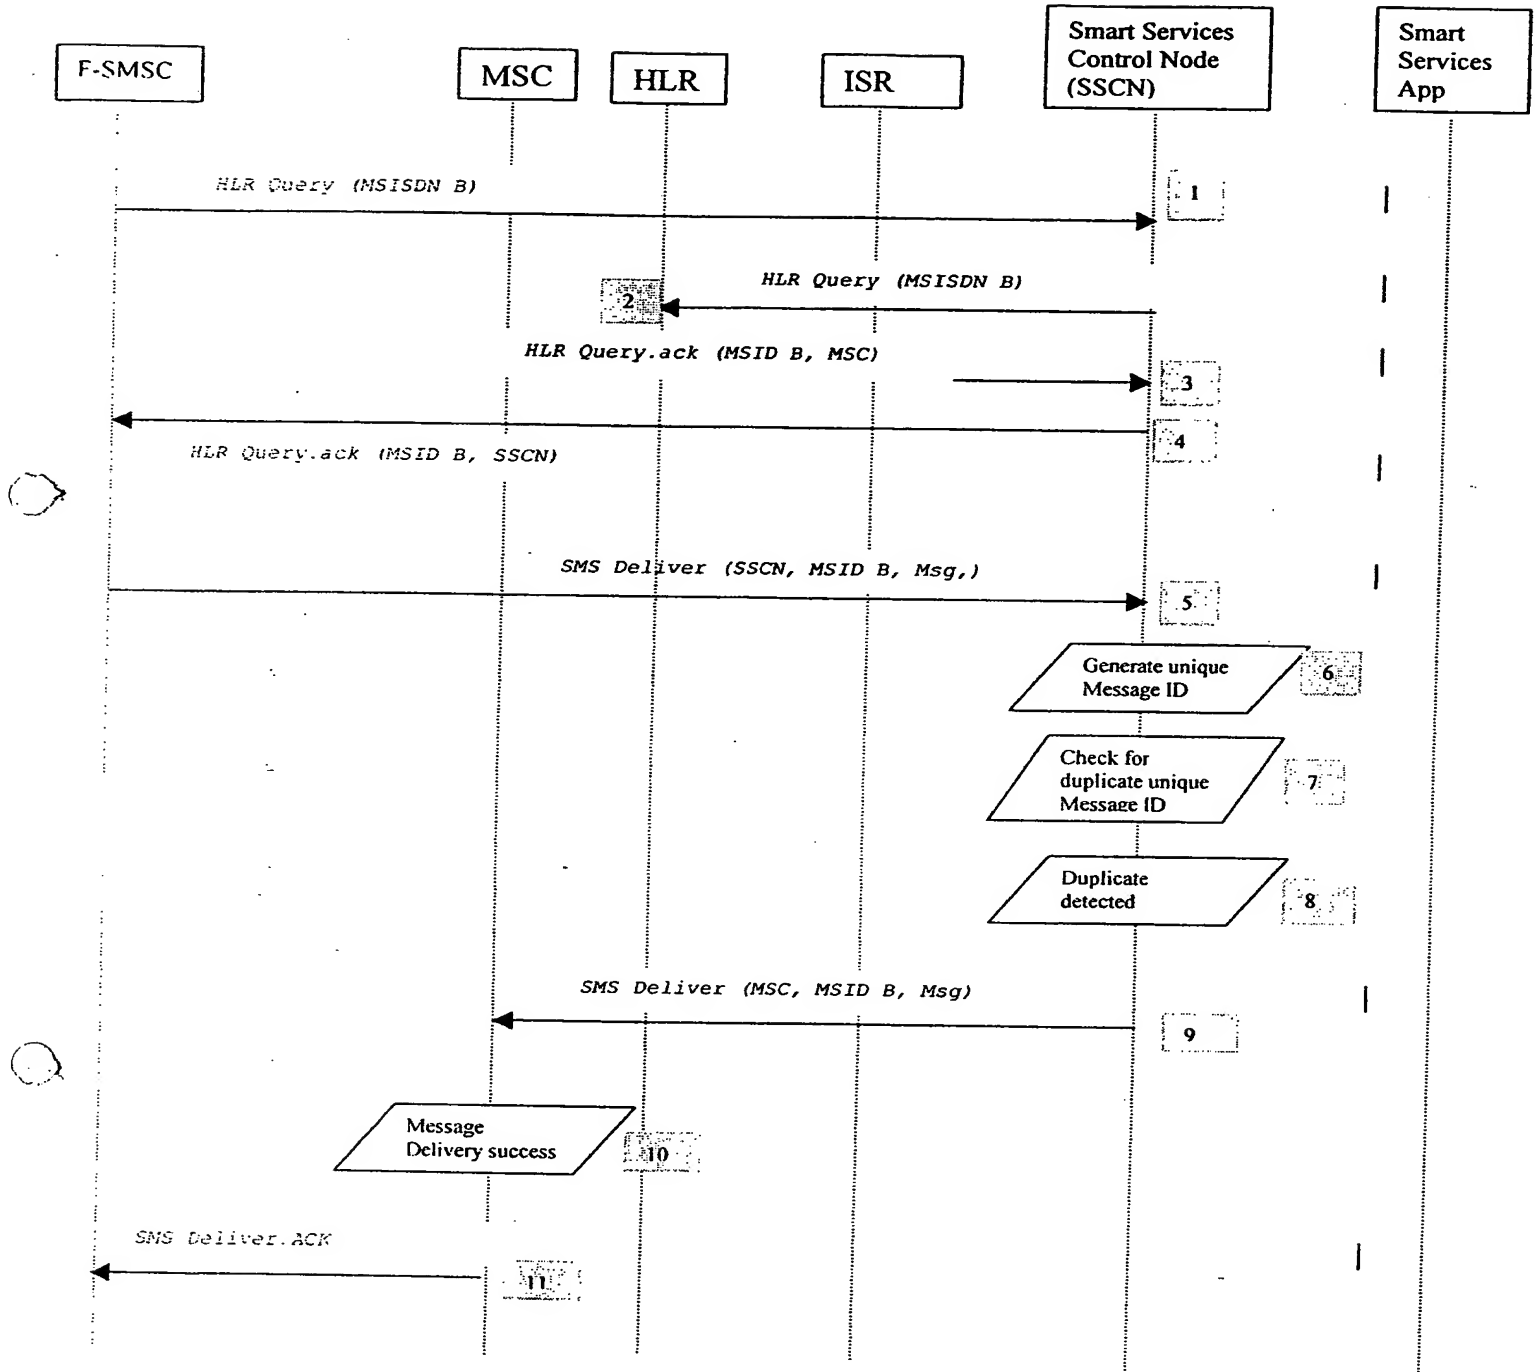 F-SMSC
MSC
HLR
ISR
Smart Services
Control Node
(SSCN)
Smart
Services
App
HLR Query (MSISDN B)
1
HLR Query (MSISDN B)
2
HLR Query.ack (MSID B, MSC)
3
4
HLR Query.ack (MSID B, SSCN)
SMS Deliver (SSCN, MSID B, Msg,)
5
Generate unique
Message ID
6
Check for
duplicate unique
Message ID
7
Duplicate
detected
8
SMS Deliver (MSC, MSID B, Msg)
9
Message
Delivery success
10
SMS Deliver.ACK
11